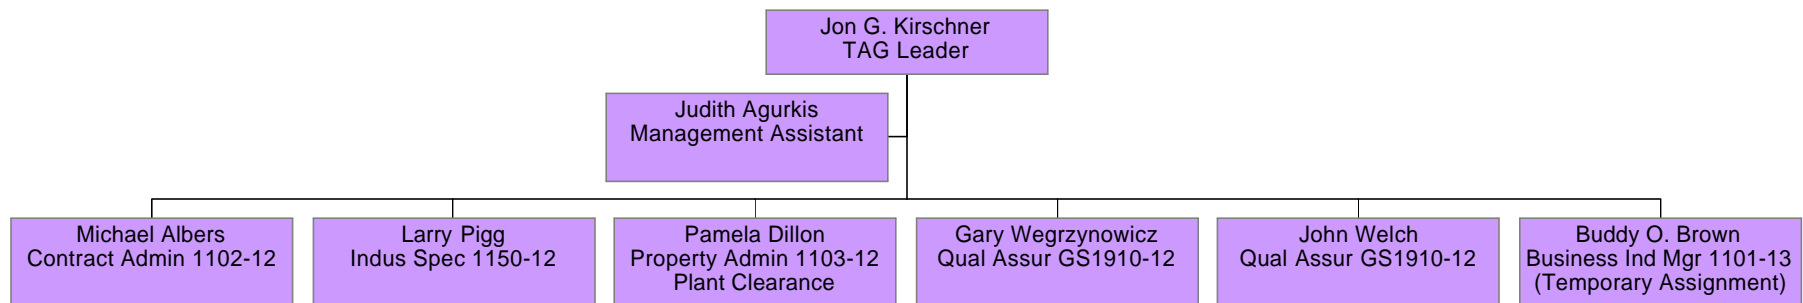 Jon G. Kirschner
TAG Leader
Judith Agurkis
Management Assistant
Michael Albers
Contract Admin 1102-12
Larry Pigg
Indus Spec 1150-12
Pamela Dillon
Property Admin 1103-12
Plant Clearance
Gary Wegrzynowicz
Qual Assur GS1910-12
John Welch
Qual Assur GS1910-12
Buddy O. Brown
Business Ind Mgr 1101-13
(Temporary Assignment)